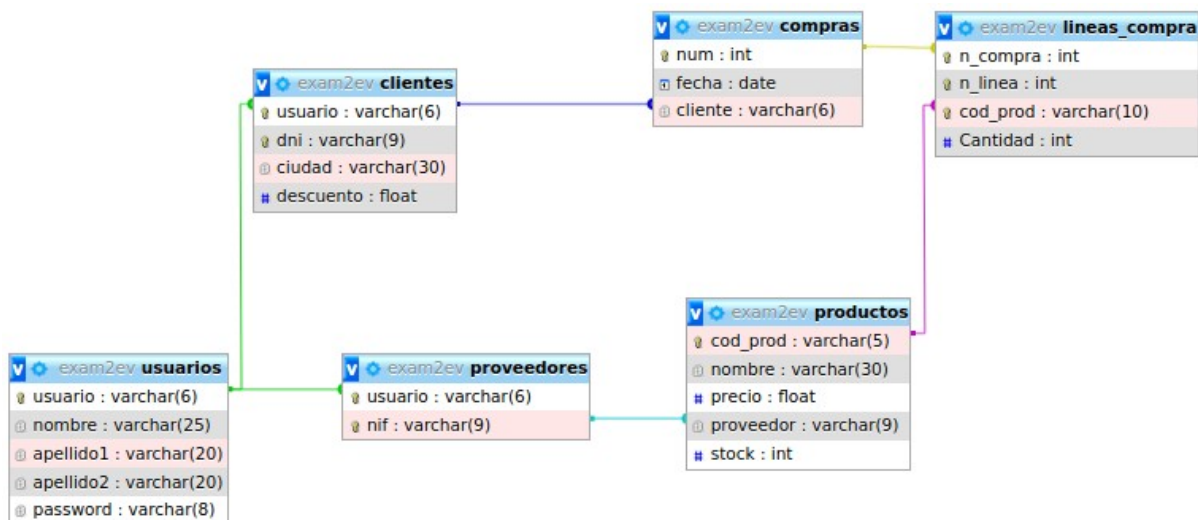 exam2ev compras
num : int
fecha : date
cliente : varchar(6)
exam2ev lineas_compra
n_compra : int
n_linea : int
cod_prod : varchar(10)
Cantidad : int
exam2ev clientes
usuario : varchar(6)
dni : varchar(9)
ciudad : varchar(30)
descuento : float
exam2ev productos
cod_prod : varchar(5)
nombre : varchar(30)
precio : float
proveedor : varchar(9)
stock : int
exam2ev usuarios
usuario : varchar(6)
nombre : varchar(25)
apellido1 : varchar(20)
apellido2 : varchar(20)
password : varchar(8)
exam2ev proveedores
usuario : varchar(6)
nif : varchar(9)